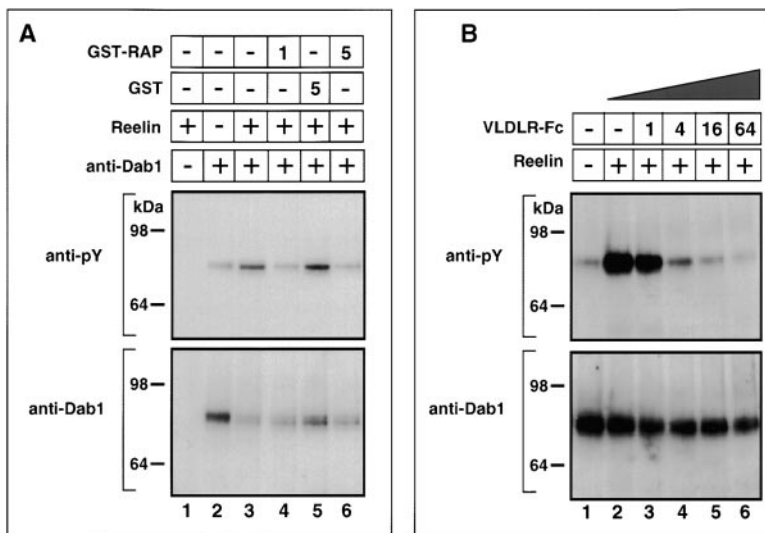 A
GST-RAP - - - 1 - 5
GST - - - - 5 -
Reelin + - + + + +
anti-Dab1 - + + + + +
kDa
98
anti-pY
64
98
anti-Dab1
64
1 2 3 4 5 6
B
VLDLR-Fc - - 1 4 16 64
Reelin - + + + + +
kDa
98
anti-pY
64
98
anti-Dab1
64
1 2 3 4 5 6